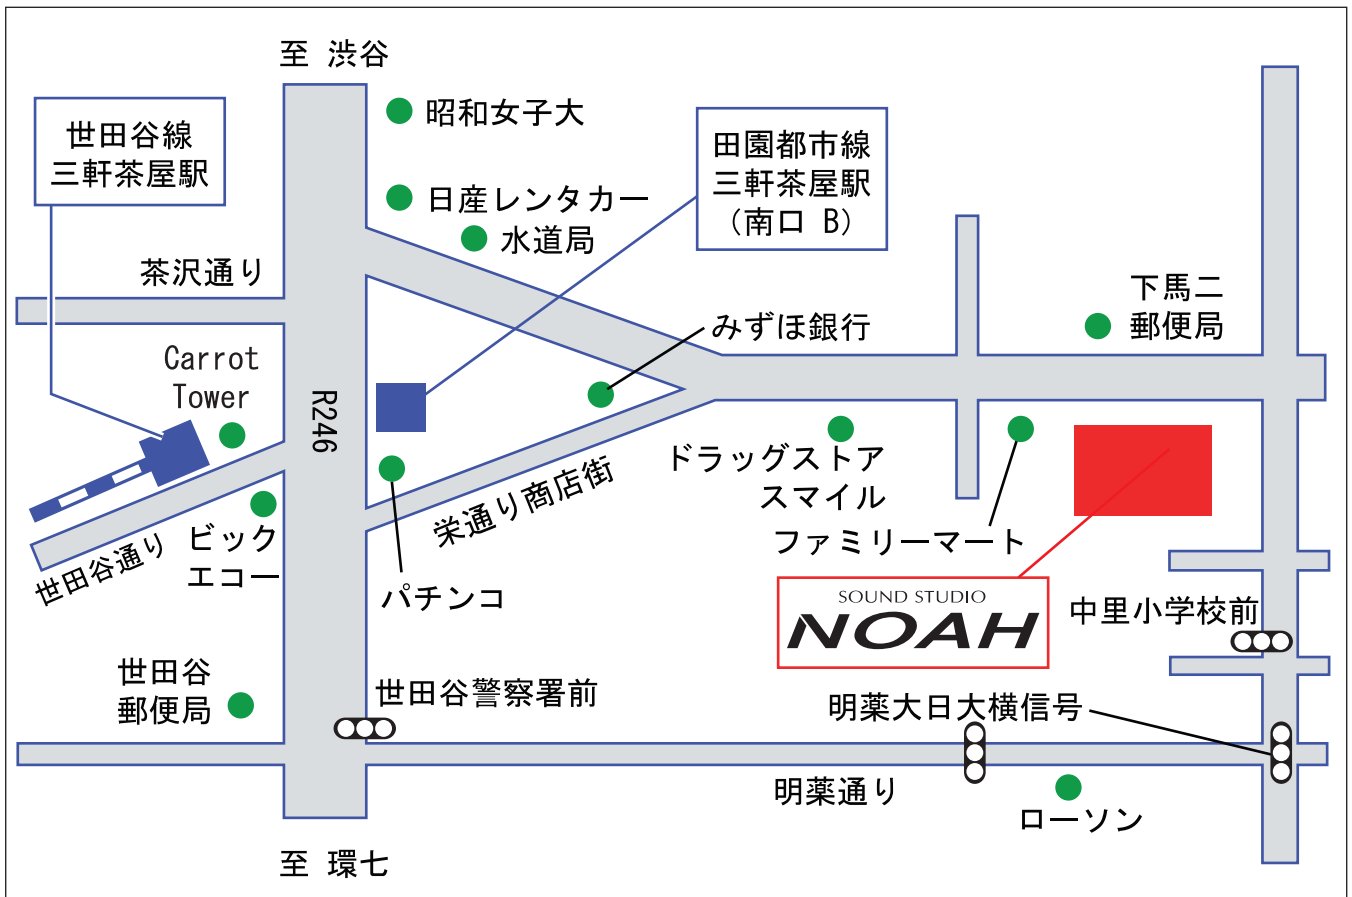 至 渋谷
昭和女子大
世田谷線
三軒茶屋駅
田園都市線
三軒茶屋駅
(南口 B)
日産レンタカー
水道局
茶沢通り
下馬二
郵便局
みずほ銀行
Carrot
Tower
R246
ドラッグストア
スマイル
栄通り商店街
ファミリーマート
ビック
エコー
世田谷通り
パチンコ
SOUND STUDIO
NOAH
中里小学校前
世田谷
郵便局
世田谷警察署前
明薬大日大横信号
明薬通り
ローソン
至 環七